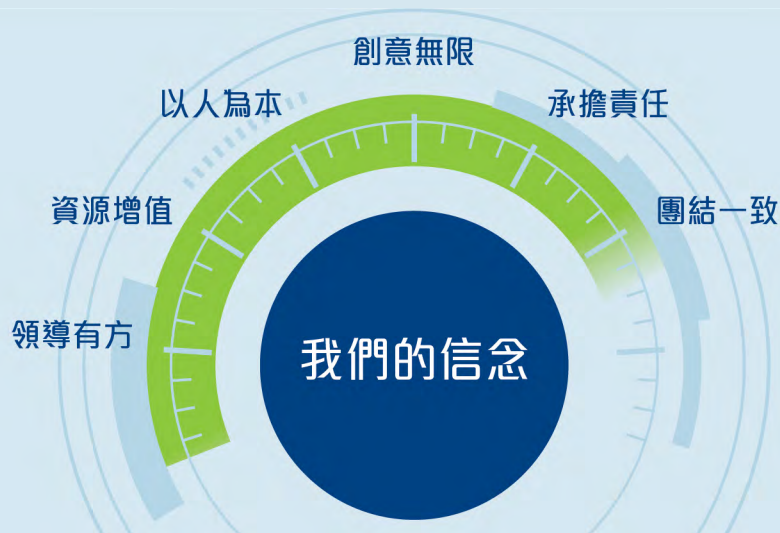 創意無限
以人為本
承擔責任
資源增值
團結一致
領導有方
我們的信念